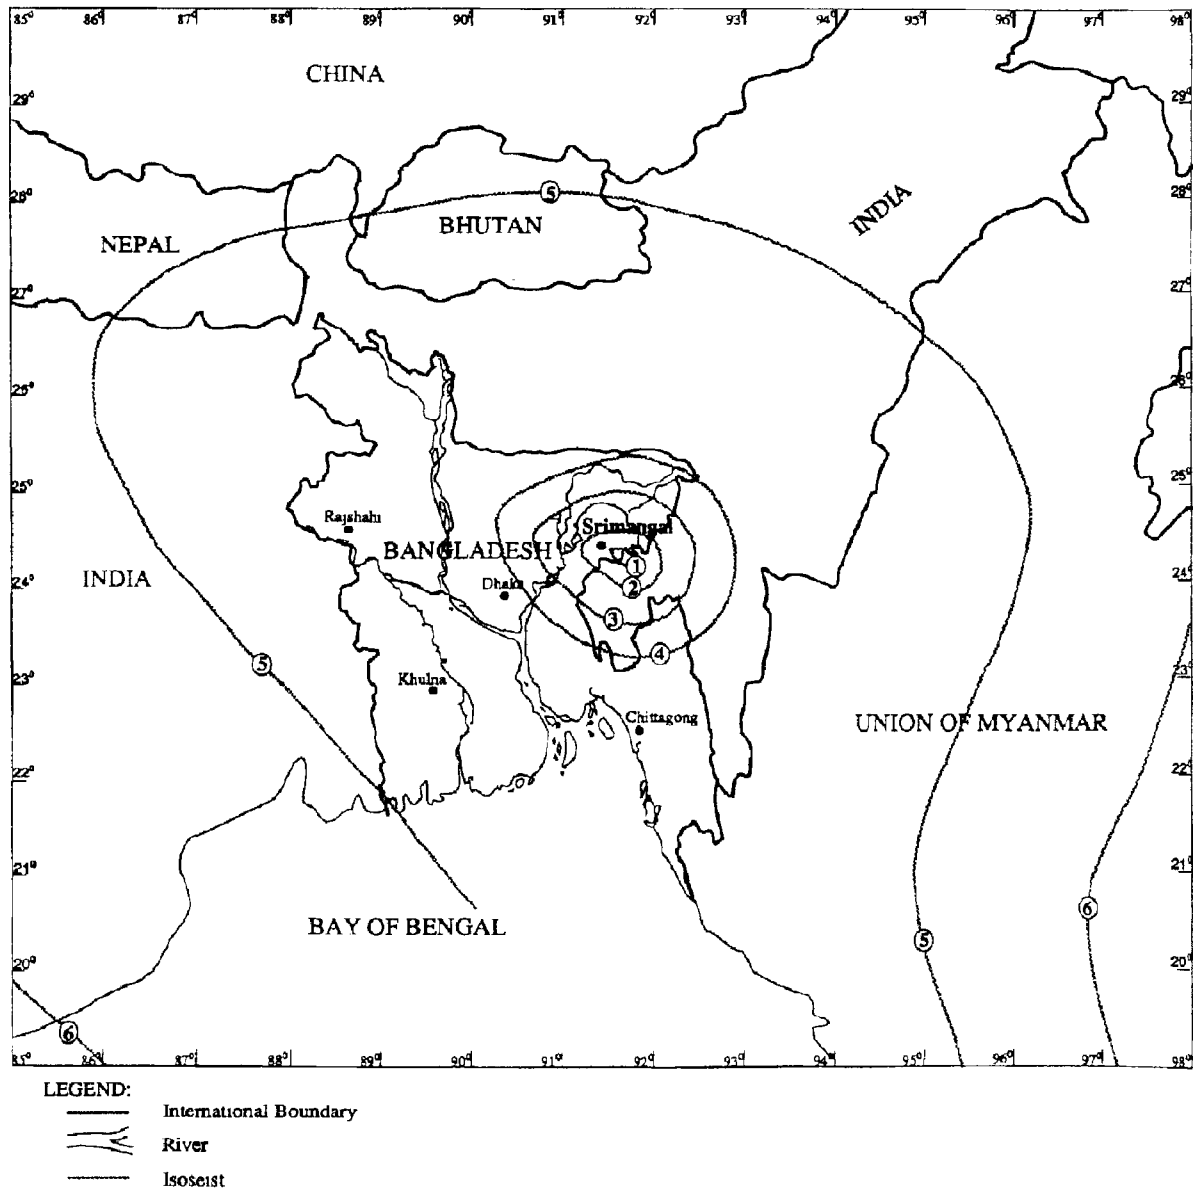 85° 86° 87° 88° 89° 90° 91° 92° 93° 94° 95° 96° 97° 98°
CHINA
29° 29°
28° 5 28°
INDIA
BHUTAN
NEPAL
27° 27°
26° 26°
25° 25°
Rajshahi
Srimangal
BANGLADESH
1
INDIA
24° 24°
Dhaka
2
3
4
5
23° 23°
Khulna
Chittagong
UNION OF MYANMAR
22° 22°
21° 21°
6
BAY OF BENGAL
5
20° 20°
6
85° 86° 87° 88° 89° 90° 91° 92° 93° 94° 95° 96° 97° 98°
LEGEND:
International Boundary
River
Isoseist